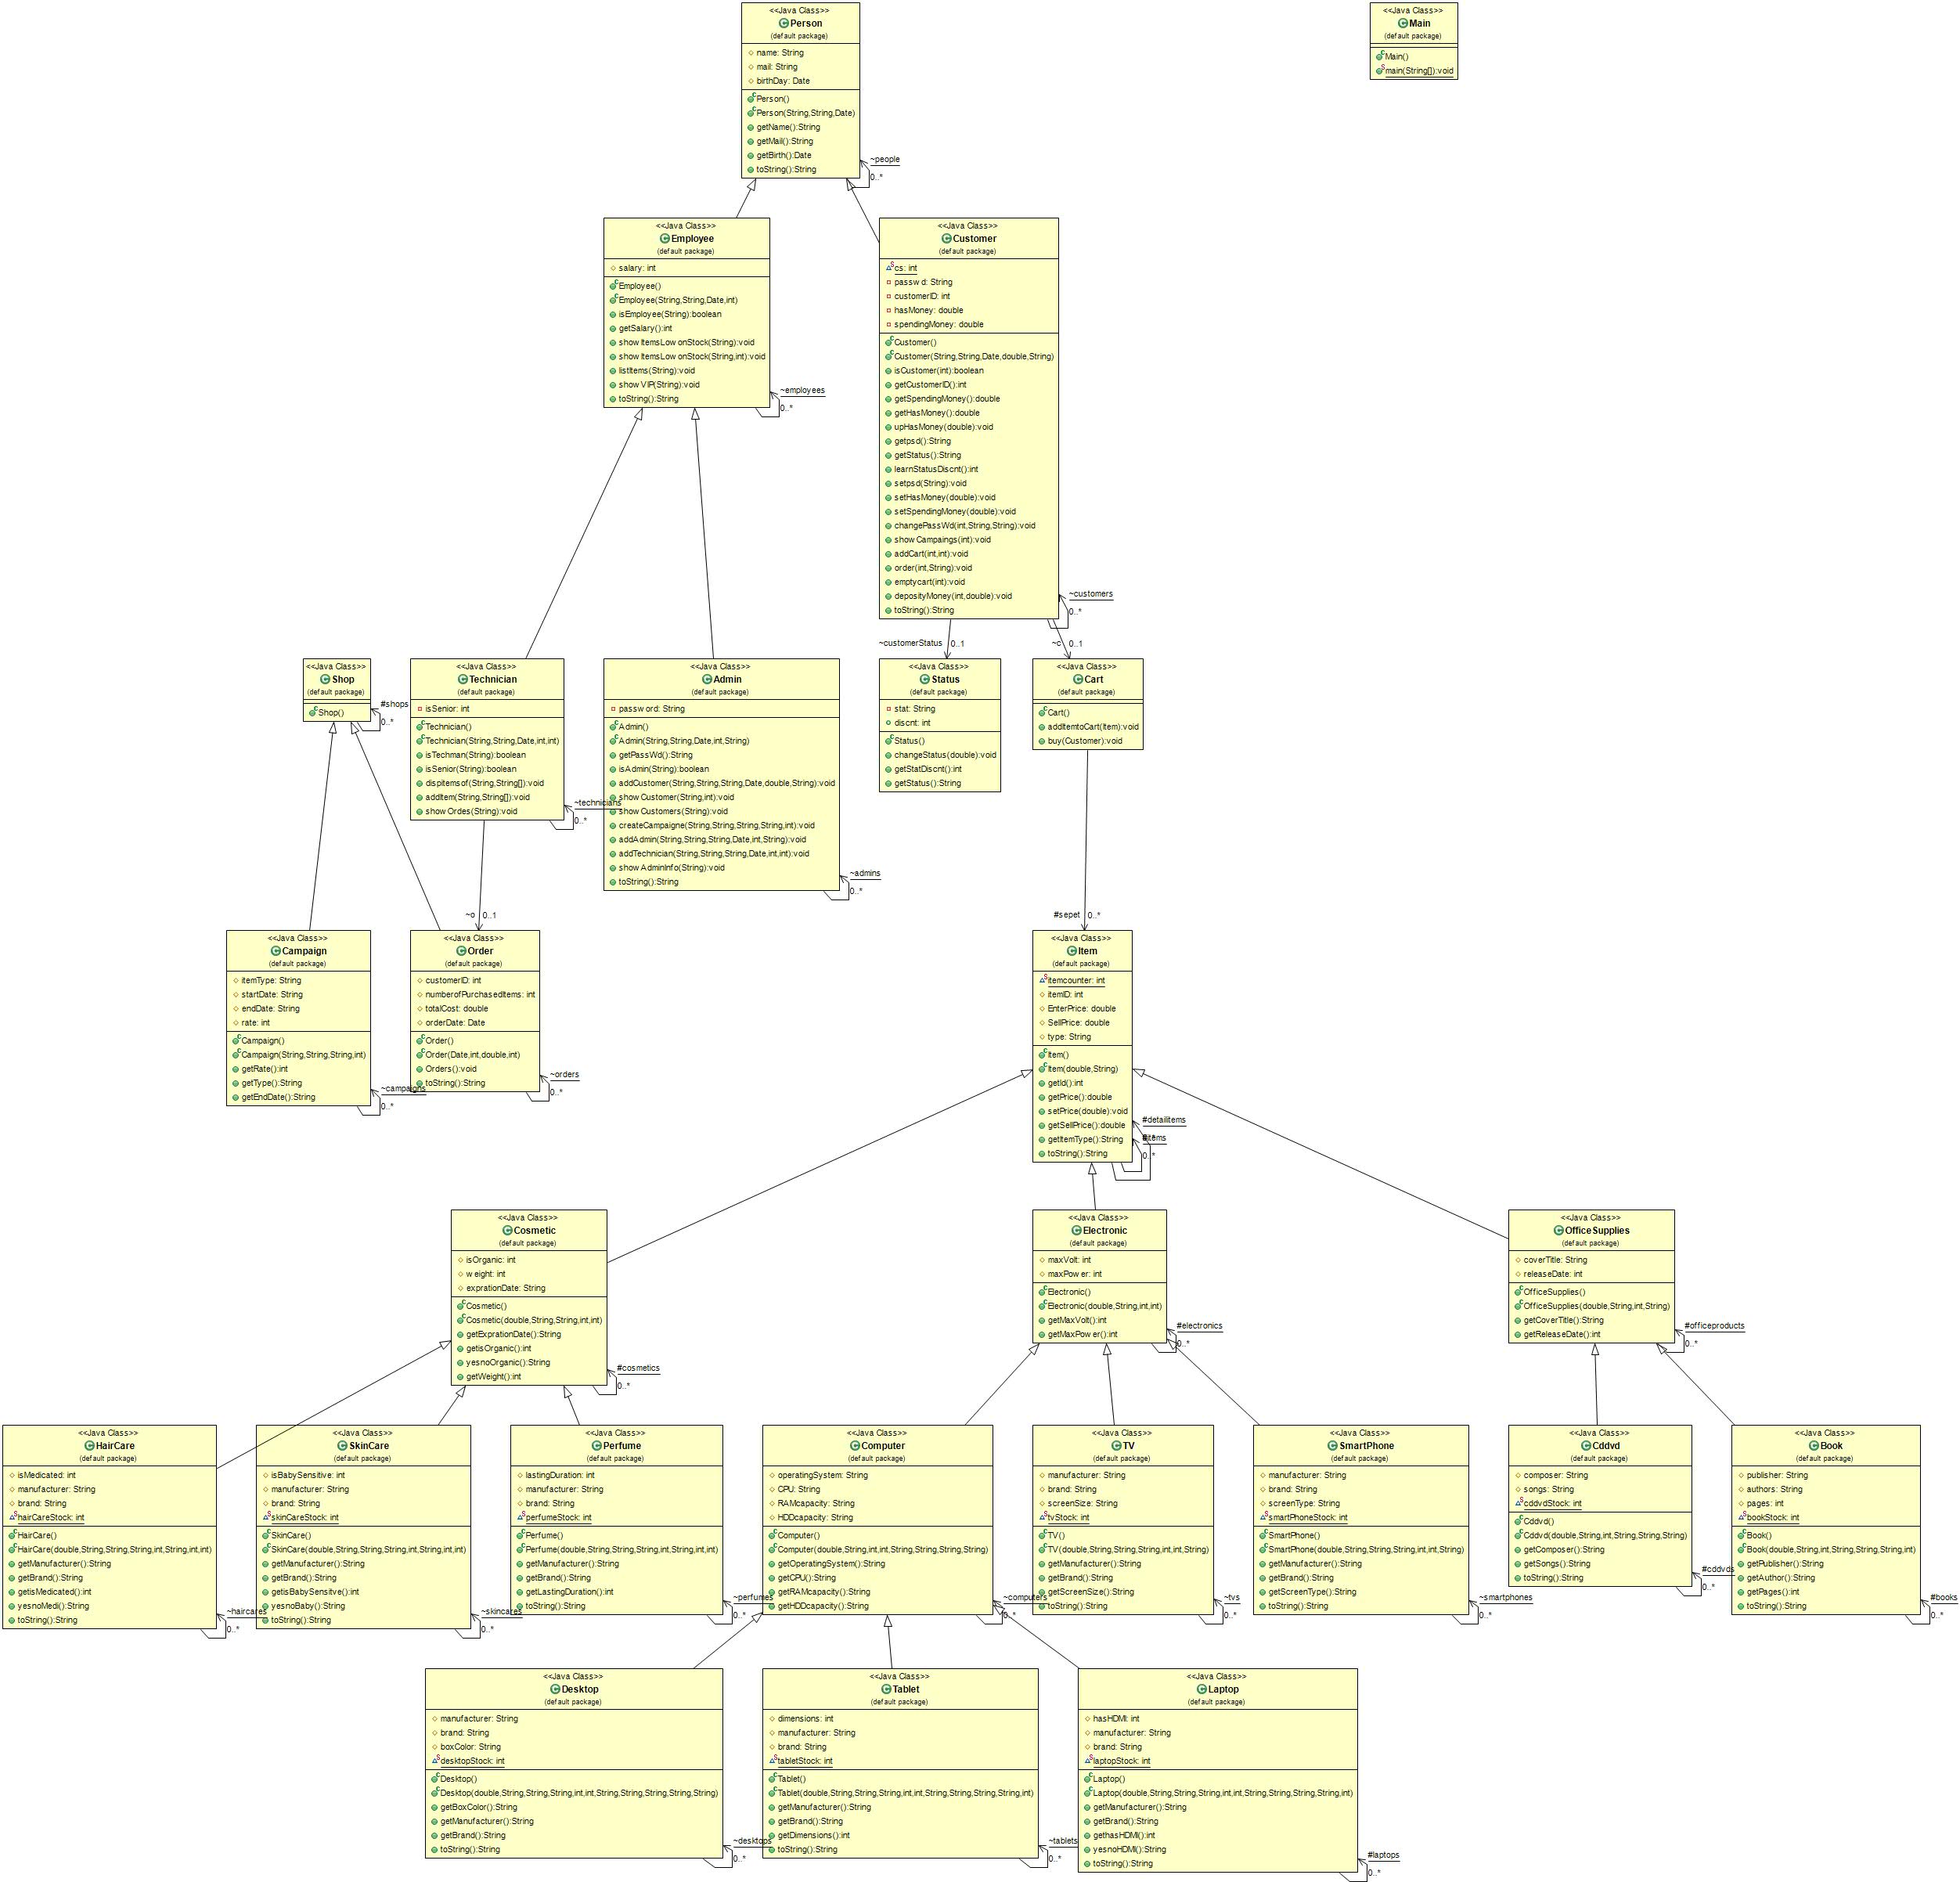 <<Java Class>>
Person
(default package)
name: String
mail: String
birthDay: Date
Person()
Person(String,String,Date)
getName():String
getMail():String
getBirth():Date
toString():String
~people
0..*
<<Java Class>>
Main
(default package)
Main()
main(String[]):void
<<Java Class>>
Employee
(default package)
salary: int
Employee()
Employee(String,String,Date,int)
isEmployee(String):boolean
getSalary():int
showItemsLowonStock(String):void
showItemsLowonStock(String,int):void
listItems(String):void
showVIP(String):void
toString():String
~employees
0..*
<<Java Class>>
Customer
(default package)
cs: int
passwd: String
customerID: int
hasMoney: double
spendingMoney: double
Customer()
Customer(String,String,Date,double,String)
isCustomer(int):boolean
getCustomerID():int
getSpendingMoney():double
getHasMoney():double
upHasMoney(double):void
getpsd():String
getStatus():String
learnStatusDiscnt():int
setpsd(String):void
setHasMoney(double):void
setSpendingMoney(double):void
changePassWd(int,String,String):void
showCampaings(int):void
addCart(int,int):void
order(int,String):void
emptycart(int):void
deposityMoney(int,double):void
toString():String
~customers
0..*
~customerStatus
0..1
~c
0..1
<<Java Class>>
Shop
(default package)
Shop()
#shops
0..*
<<Java Class>>
Technician
(default package)
isSenior: int
Technician()
Technician(String,String,Date,int,int)
isTechman(String):boolean
isSenior(String):boolean
dispitemsof(String,String[]):void
addItem(String,String[]):void
showOrdes(String):void
~technicians
0..*
~o
0..1
<<Java Class>>
Admin
(default package)
password: String
Admin()
Admin(String,String,Date,int,String)
getPassWd():String
isAdmin(String):boolean
addCustomer(String,String,String,Date,double,String):void
showCustomer(String,int):void
showCustomers(String):void
createCampaigne(String,String,String,String,int):void
addAdmin(String,String,String,Date,int,String):void
addTechnician(String,String,String,Date,int,int):void
showAdminInfo(String):void
toString():String
~admins
0..*
<<Java Class>>
Status
(default package)
stat: String
discnt: int
Status()
changeStatus(double):void
getStatDiscnt():int
getStatus():String
<<Java Class>>
Cart
(default package)
Cart()
addItemtoCart(Item):void
buy(Customer):void
#sepet
0..*
<<Java Class>>
Campaign
(default package)
itemType: String
startDate: String
endDate: String
rate: int
Campaign()
Campaign(String,String,String,int)
getRate():int
getType():String
getEndDate():String
~campaigns
0..*
<<Java Class>>
Order
(default package)
customerID: int
numberofPurchasedItems: int
totalCost: double
orderDate: Date
Order()
Order(Date,int,double,int)
Orders():void
toString():String
~orders
0..*
<<Java Class>>
Item
(default package)
itemcounter: int
itemID: int
EnterPrice: double
SellPrice: double
type: String
Item()
Item(double,String)
getId():int
getPrice():double
setPrice(double):void
getSellPrice():double
getItemType():String
toString():String
#detailitems
#items
0..*
<<Java Class>>
Cosmetic
(default package)
isOrganic: int
weight: int
exprationDate: String
Cosmetic()
Cosmetic(double,String,String,int,int)
getExprationDate():String
getisOrganic():int
yesnoOrganic():String
getWeight():int
#cosmetics
0..*
<<Java Class>>
Electronic
(default package)
maxVolt: int
maxPower: int
Electronic()
Electronic(double,String,int,int)
getMaxVolt():int
getMaxPower():int
#electronics
0..*
<<Java Class>>
OfficeSupplies
(default package)
coverTitle: String
releaseDate: int
OfficeSupplies()
OfficeSupplies(double,String,int,String)
getCoverTitle():String
getReleaseDate():int
#officeproducts
0..*
<<Java Class>>
HairCare
(default package)
isMedicated: int
manufacturer: String
brand: String
hairCareStock: int
HairCare()
HairCare(double,String,String,String,int,String,int,int)
getManufacturer():String
getBrand():String
getisMedicated():int
yesnoMedi():String
toString():String
~haircares
0..*
<<Java Class>>
SkinCare
(default package)
isBabySensitive: int
manufacturer: String
brand: String
skinCareStock: int
SkinCare()
SkinCare(double,String,String,String,int,String,int,int)
getManufacturer():String
getBrand():String
getisBabySensitve():int
yesnoBaby():String
toString():String
~skincares
0..*
<<Java Class>>
Perfume
(default package)
lastingDuration: int
manufacturer: String
brand: String
perfumeStock: int
Perfume()
Perfume(double,String,String,String,int,String,int,int)
getManufacturer():String
getBrand():String
getLastingDuration():int
toString():String
~perfumes
0..*
<<Java Class>>
Computer
(default package)
operatingSystem: String
CPU: String
RAMcapacity: String
HDDcapacity: String
Computer()
Computer(double,String,int,int,String,String,String,String)
getOperatingSystem():String
getCPU():String
getRAMcapacity():String
getHDDcapacity():String
~computers
0..*
<<Java Class>>
TV
(default package)
manufacturer: String
brand: String
screenSize: String
tvStock: int
TV()
TV(double,String,String,String,int,int,String)
getManufacturer():String
getBrand():String
getScreenSize():String
toString():String
~tvs
0..*
<<Java Class>>
SmartPhone
(default package)
manufacturer: String
brand: String
screenType: String
smartPhoneStock: int
SmartPhone()
SmartPhone(double,String,String,String,int,int,String)
getManufacturer():String
getBrand():String
getScreenType():String
toString():String
~smartphones
0..*
<<Java Class>>
Cddvd
(default package)
composer: String
songs: String
cddvdStock: int
Cddvd()
Cddvd(double,String,int,String,String,String)
getComposer():String
getSongs():String
toString():String
#cddvds
0..*
<<Java Class>>
Book
(default package)
publisher: String
authors: String
pages: int
bookStock: int
Book()
Book(double,String,int,String,String,String,int)
getPublisher():String
getAuthor():String
getPages():int
toString():String
#books
0..*
<<Java Class>>
Desktop
(default package)
manufacturer: String
brand: String
boxColor: String
desktopStock: int
Desktop()
Desktop(double,String,String,String,int,int,String,String,String,String,String)
getBoxColor():String
getManufacturer():String
getBrand():String
toString():String
~desktops
0..*
<<Java Class>>
Tablet
(default package)
dimensions: int
manufacturer: String
brand: String
tabletStock: int
Tablet()
Tablet(double,String,String,String,int,int,String,String,String,String,int)
getManufacturer():String
getBrand():String
getDimensions():int
toString():String
~tablets
0..*
<<Java Class>>
Laptop
(default package)
hasHDMI: int
manufacturer: String
brand: String
laptopStock: int
Laptop()
Laptop(double,String,String,String,int,int,String,String,String,String,int)
getManufacturer():String
getBrand():String
gethasHDMI():int
yesnoHDMI():String
toString():String
#laptops
0..*